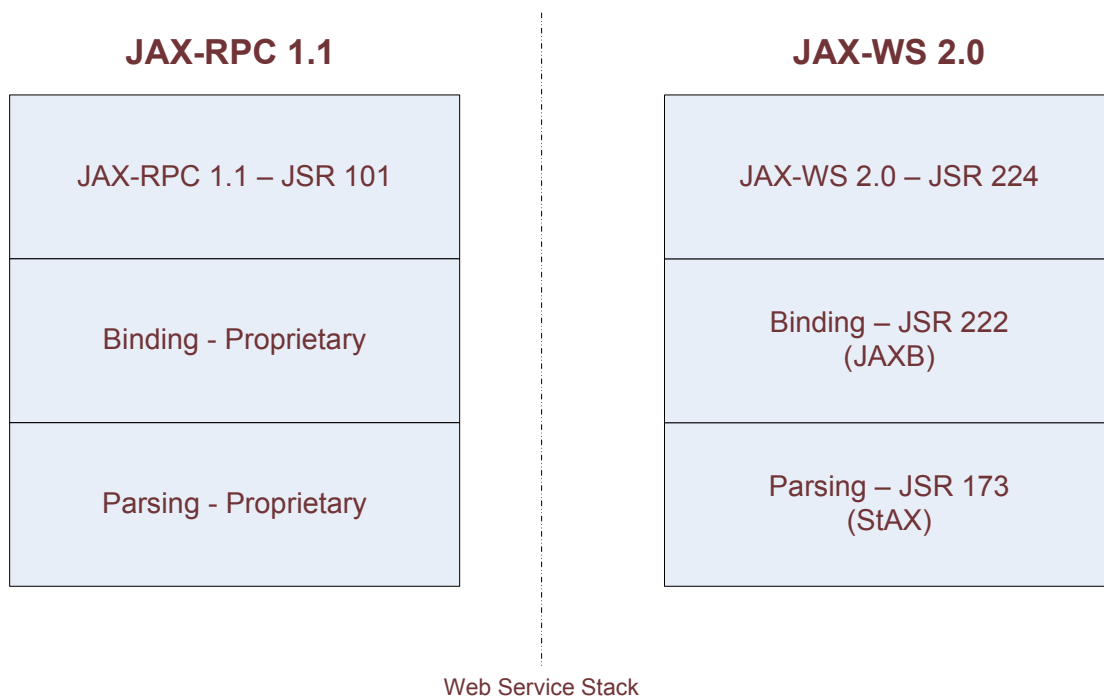 JAX-RPC 1.1
JAX-RPC 1.1 – JSR 101
Binding - Proprietary
Parsing - Proprietary
JAX-WS 2.0
JAX-WS 2.0 – JSR 224
Binding – JSR 222
(JAXB)
Parsing – JSR 173
(StAX)
Web Service Stack